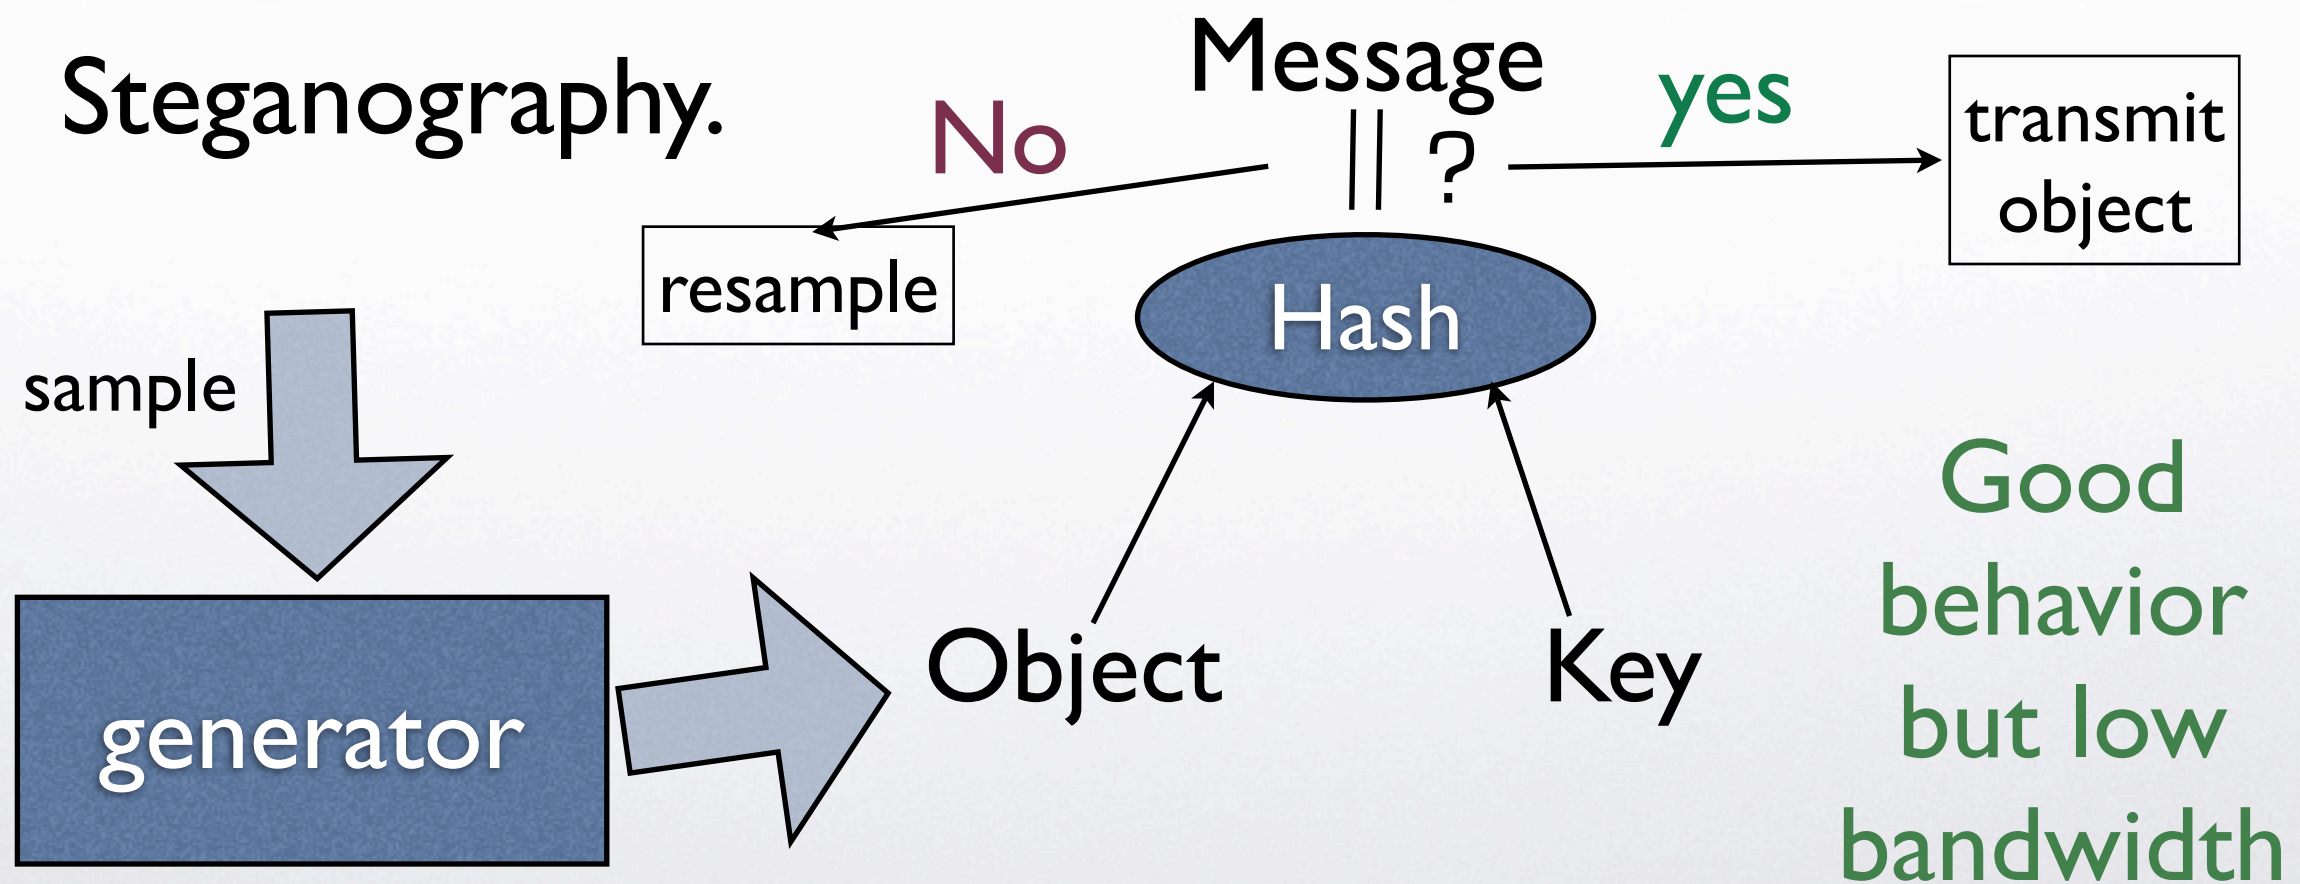 Steganography.
Message
No
||
?
yes
transmit
object
resample
Hash
sample
generator
Object
Key
Good
behavior
but low
bandwidth